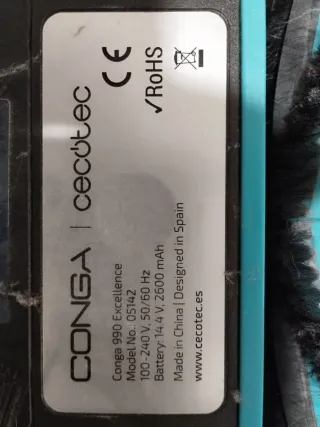 CONGA | cecotec
Conga 990 Excellence
Model No.: 05142
100-240 V, 50/60 Hz
Battery: 14.4 V, 2600 mAh
Made in China | Designed in Spain
www.cecotec.es
CE
✓RoHS